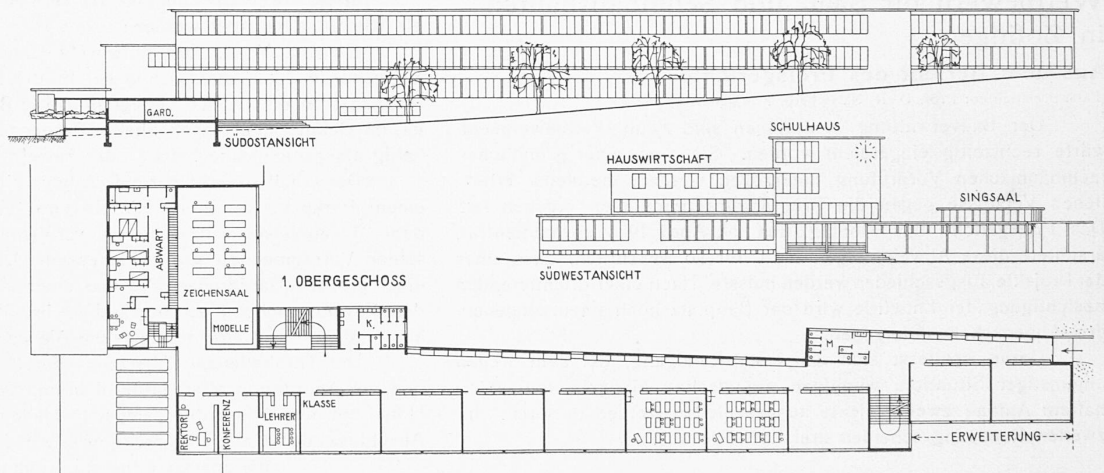 GARD.
SÜDOSTANSICHT
SCHULHAUS
HAUSWIRTSCHAFT
SINGSAAL
SÜDWESTANSICHT
ABWART
ZEICHENSAAL
1. OBERGESCHOSS
MODELLE
K.
M
REKTOR
KONFERENZ
LEHRER
KLASSE
ERWEITERUNG